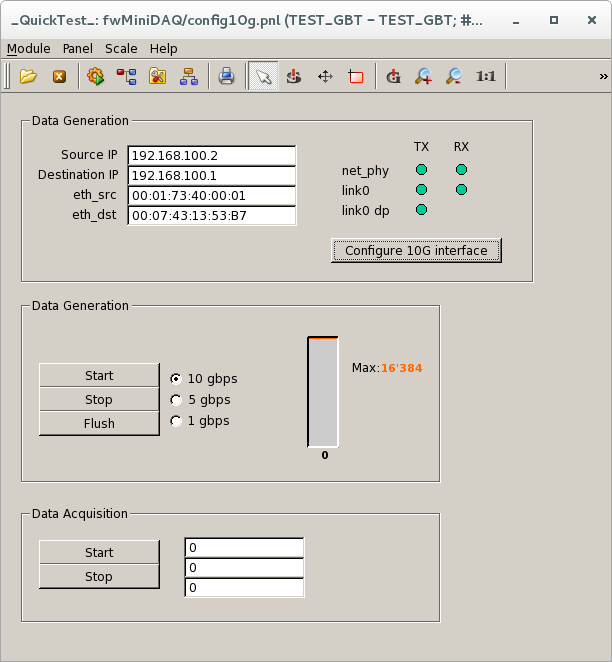 _QuickTest_: fwMiniDAQ/config10g.pnl (TEST_GBT - TEST_GBT; #...
Module Panel Scale Help
1:1 »
Data Generation
TX RX
Source IP 192.168.100.2
net_phy
Destination IP 192.168.100.1
link0
eth_src 00:01:73:40:00:01
link0 dp
eth_dst 00:07:43:13:53:B7
Configure 10G interface
Data Generation
Start
Stop
Flush
10 gbps
5 gbps
1 gbps
Max:16'384
0
Data Acquisition
Start
Stop
0
0
0